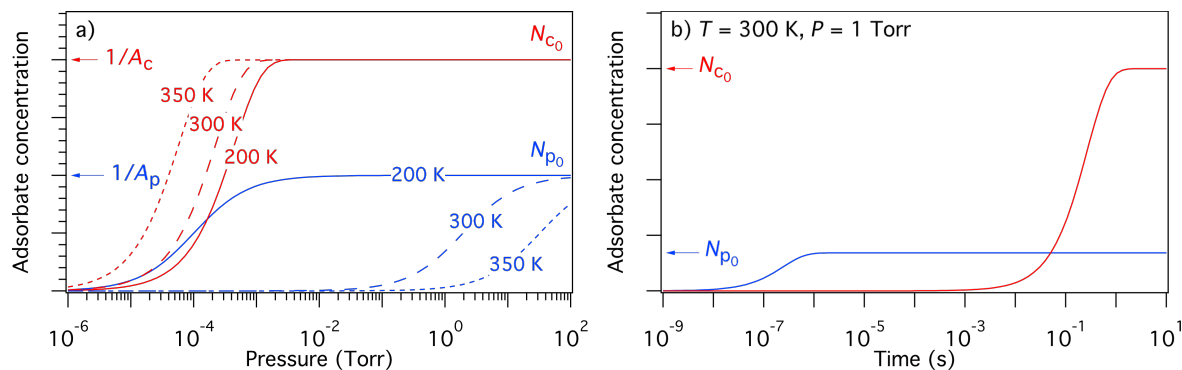 a)
N_c0
1/A_c
350 K
300 K
200 K
N_p0
1/A_p
200 K
300 K
350 K
Adsorbate concentration
10^-6
10^-4
10^-2
10^0
10^2
Pressure (Torr)
b) T = 300 K, P = 1 Torr
N_c0
N_p0
Adsorbate concentration
10^-9
10^-7
10^-5
10^-3
10^-1
10^1
Time (s)